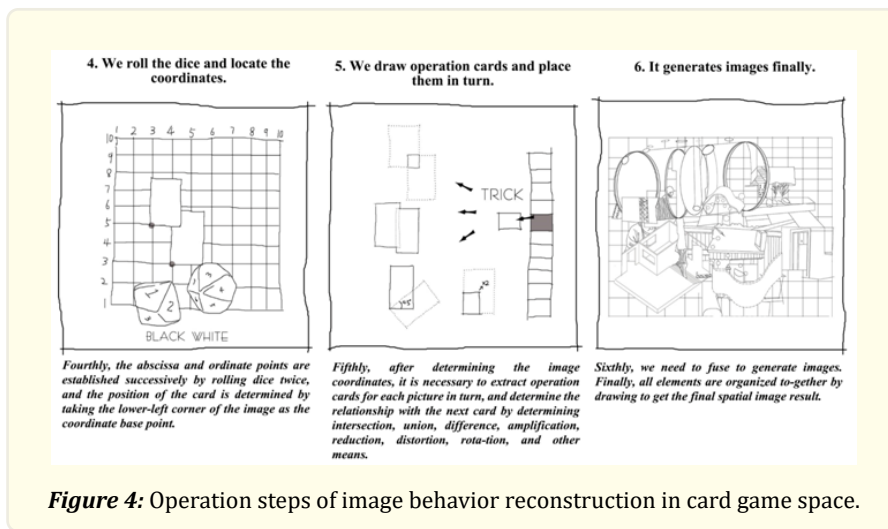 4. We roll the dice and locate the
coordinates.
1 2 3 4 5 6 7 8 9 10
10
9
8
7
6
5
4
3
2
1
BLACK WHITE
Fourthly, the abscissa and ordinate points are
established successively by rolling dice twice,
and the position of the card is determined by
taking the lower-left corner of the image as the
coordinate base point.
5. We draw operation cards and place
them in turn.
TRICK
Fifthly, after determining the image
coordinates, it is necessary to extract operation
cards for each picture in turn, and determine the
relationship with the next card by determining
intersection, union, difference, amplification,
reduction, distortion, rota-tion, and other
means.
6. It generates images finally.
Sixthly, we need to fuse to generate images.
Finally, all elements are organized to-gether by
drawing to get the final spatial image result.
Figure 4: Operation steps of image behavior reconstruction in card game space.